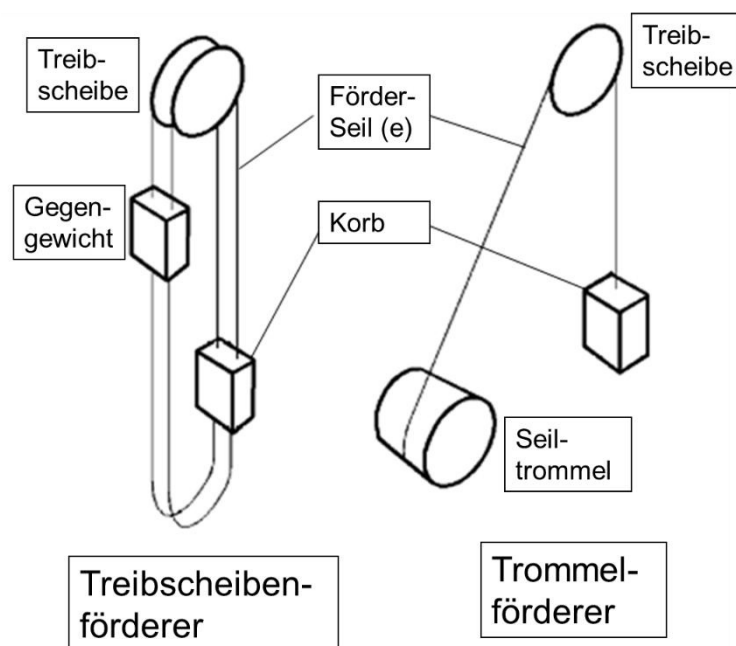 Treib-
scheibe
Gegen-
gewicht
Förder-
Seil (e)
Korb
Treib-
scheibe
Seil-
trommel
Treibscheiben-
förderer
Trommel-
förderer